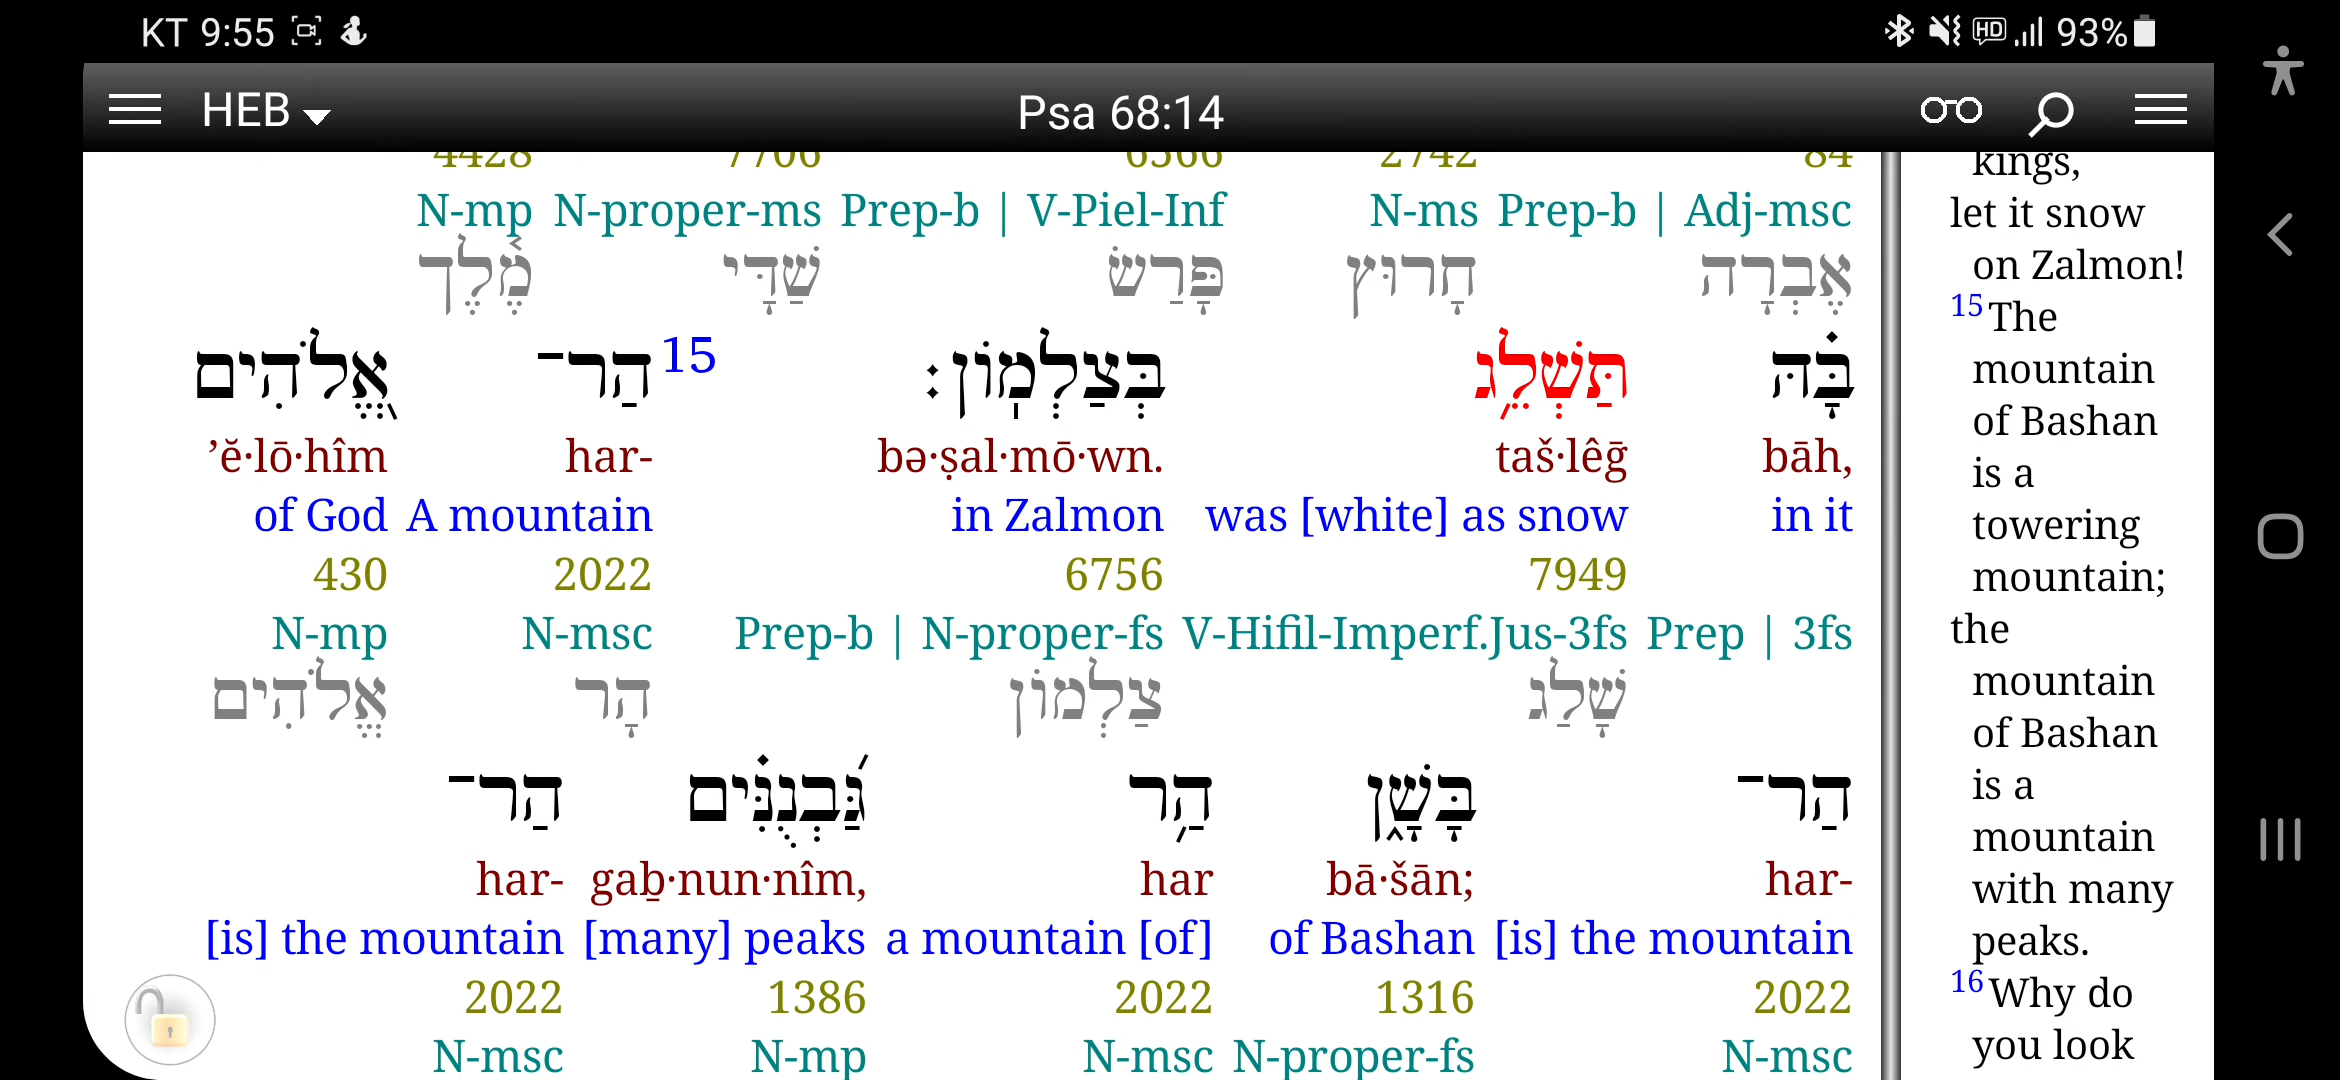 KT 9:55 HD 93%
HEB Psa 68:14
84 2742 6566 7706 4428
Prep-b | Adj-msc N-ms Prep-b | V-Piel-Inf N-proper-ms N-mp
אֶבְרָה חָרוּץ פָּרַשׂ שַׁדָּי מֶ֫לֶךְ
בָּ֗הּ תַּשְׁלֵ֥ג בְּצַלְמֽוֹן׃ 15 הַר־ אֱ֭לֹהִים
bāh, taš·lêḡ bə·ṣal·mō·wn. har- ’ĕ·lō·hîm
in it was [white] as snow in Zalmon A mountain of God
7949 6756 2022 430
Prep | 3fs V-Hifil-Imperf.Jus-3fs Prep-b | N-proper-fs N-msc N-mp
שָׁלַג צַלְמוֹן הָר אֱלֹהִים
הַר־ בָּשָׁ֑ן הַ֥ר גַּ֝בְנֻנִּ֗ים הַר־
har- bā·šān; har gaḇ·nun·nîm, har-
[is] the mountain of Bashan a mountain [of] [many] peaks [is] the mountain
2022 1316 2022 1386 2022
N-msc N-proper-fs N-msc N-mp N-msc
kings,
let it snow
on Zalmon!
15 The
mountain
of Bashan
is a
towering
mountain;
the
mountain
of Bashan
is a
mountain
with many
peaks.
16 Why do
you look